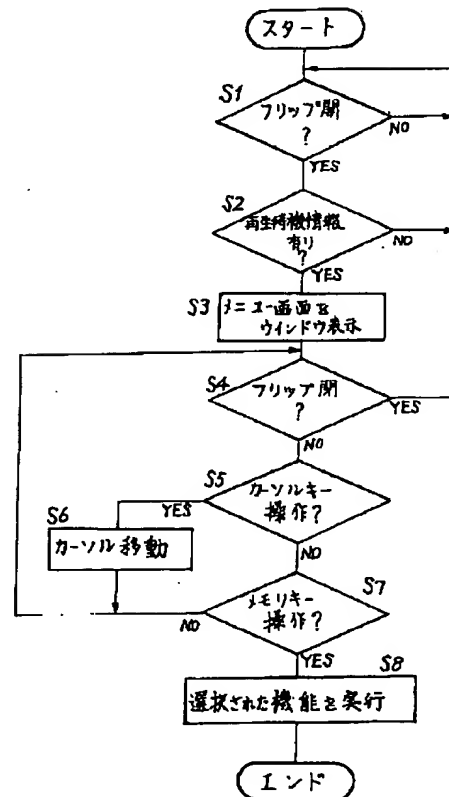 スタート
S1
フリップ開
?
NO
YES
S2
再生待機情報
有り
?
NO
YES
S3
メニュー画面を
ウインドウ表示
S4
フリップ閉
?
YES
NO
S5
カーソルキー
操作?
YES
NO
S6
カーソル移動
S7
メモリキー
操作?
NO
YES
S8
選択された機能を実行
エンド